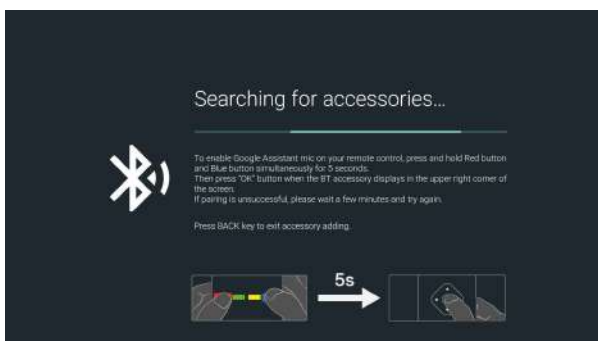 Searching for accessories...
To enable Google Assistant mic on your remote control, press and hold Red button
and Blue button simultaneously for 5 seconds.
Then press "OK" button when the BT accessory displays in the upper right corner of
the screen.
If pairing is unsuccessful, please wait a few minutes and try again.
Press BACK key to exit accessory adding.
5s